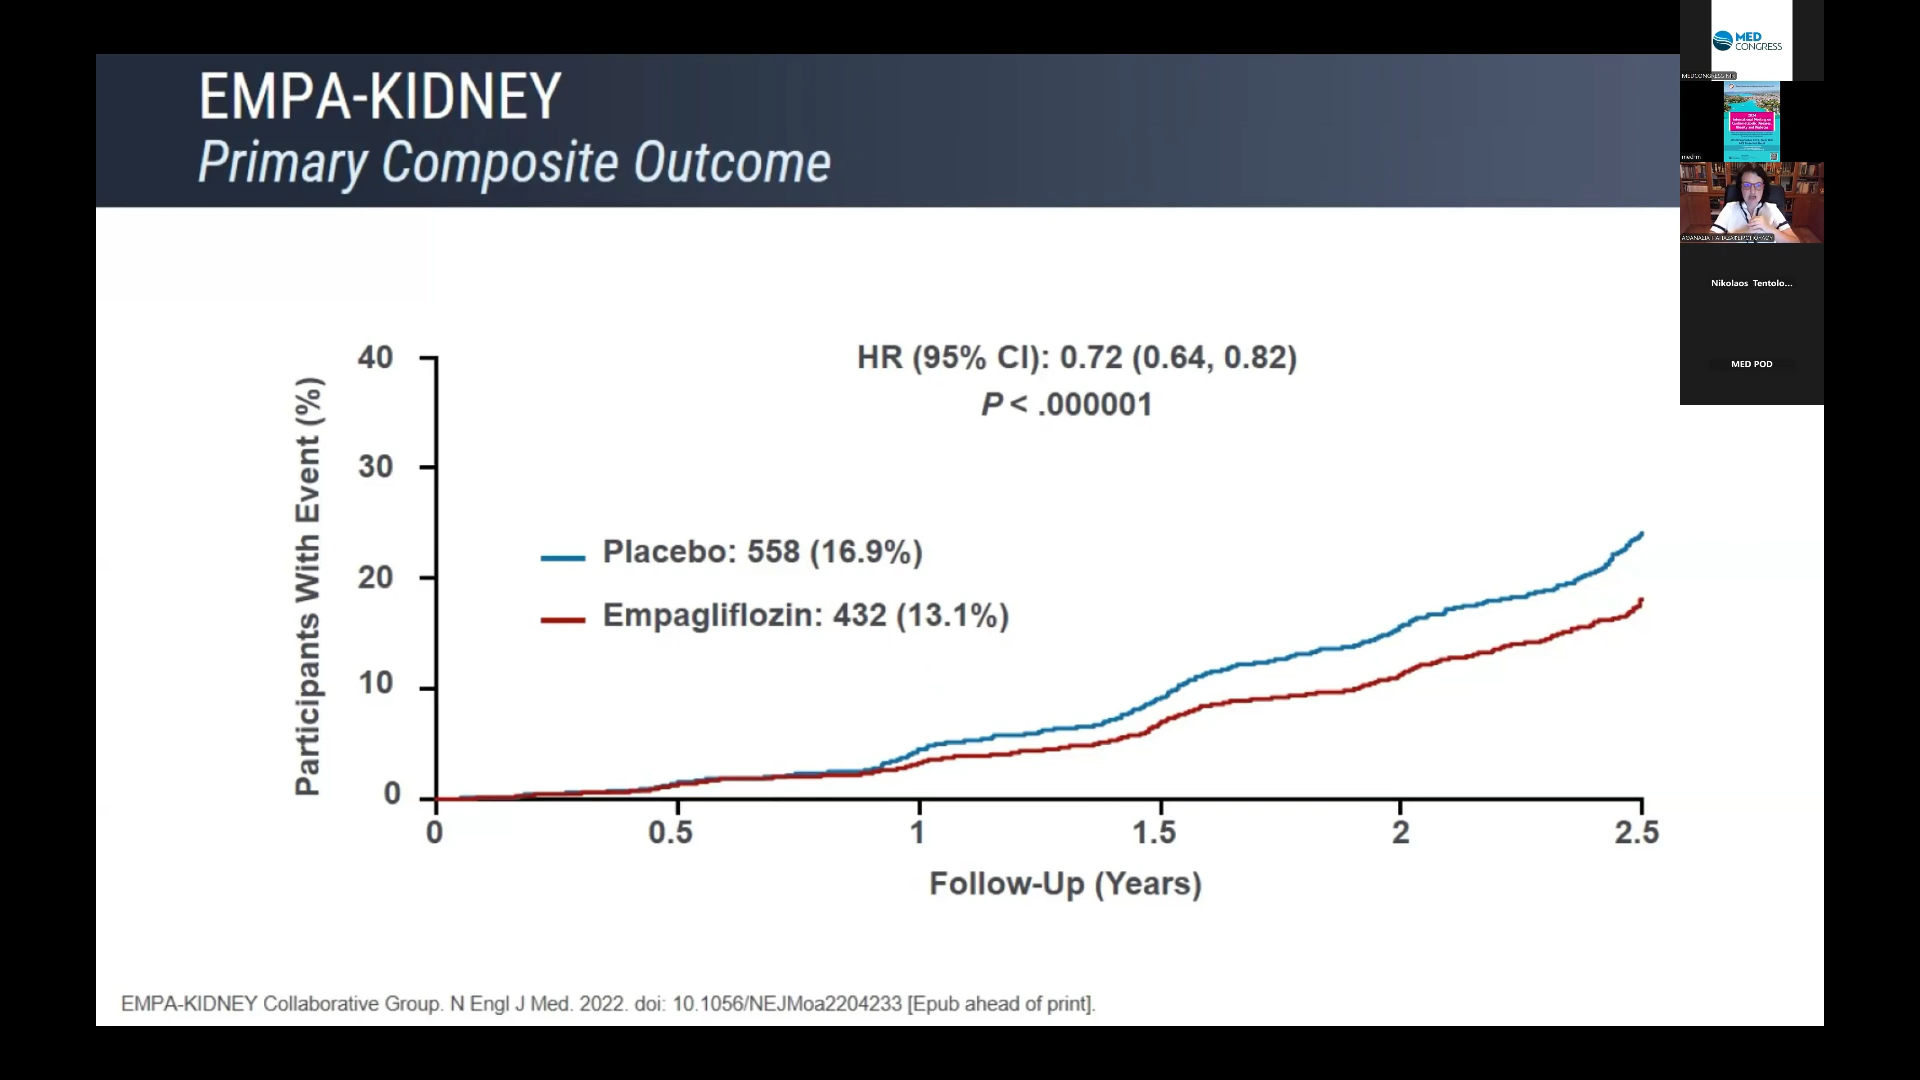 EMPA-KIDNEY
Primary Composite Outcome
HR (95% CI): 0.72 (0.64, 0.82)
P < .000001
Participants With Event (%)
40
30
20
10
0
Placebo: 558 (16.9%)
Empagliflozin: 432 (13.1%)
0
0.5
1
1.5
2
2.5
Follow-Up (Years)
EMPA-KIDNEY Collaborative Group. N Engl J Med. 2022. doi: 10.1056/NEJMoa2204233 [Epub ahead of print].
MED
CONGRESS
Nikolaos Tentolo...
MED POD